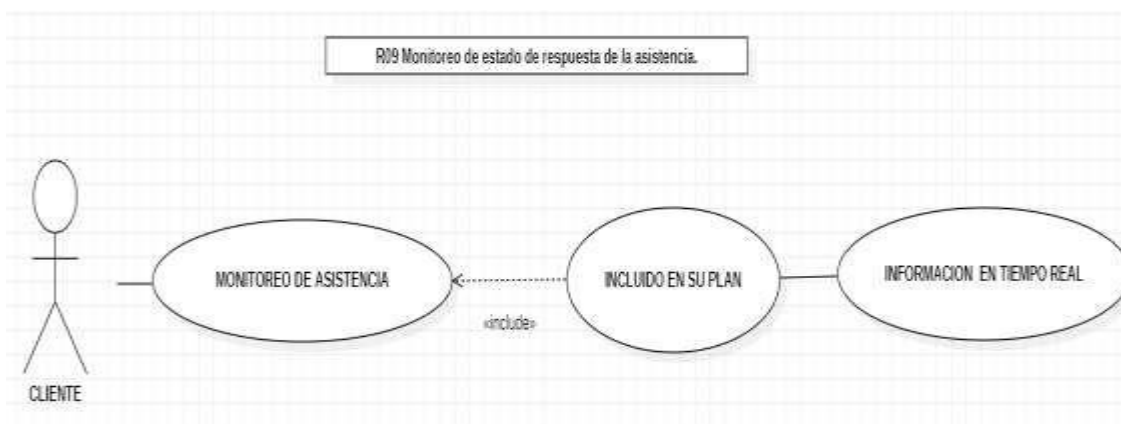 R09 Monitoreo de estado de respuesta de la asistencia.
MONITOREO DE ASISTENCIA
INCLUIDO EN SU PLAN
INFORMACION EN TIEMPO REAL
«include»
CLIENTE